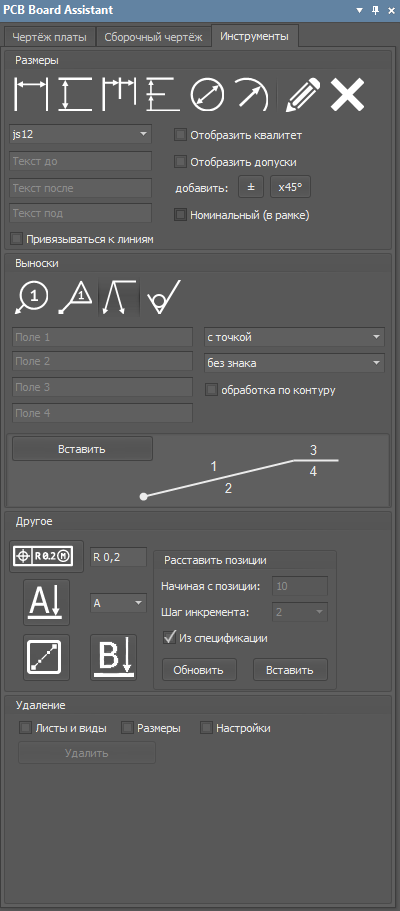 PCB Board Assistant
Чертёж платы Сборочный чертёж Инструменты
Размеры
js12 Отобразить квалитет
Текст до Отобразить допуски
Текст после добавить: ± x45°
Текст под Номинальный (в рамке)
Привязываться к линиям
Выноски
1 1
Поле 1 с точкой
Поле 2 без знака
Поле 3 обработка по контуру
Поле 4
Вставить
1 2 3 4
Другое
R 0.2 M R 0,2 Расставить позиции
Начиная с позиции: 10
A A Шаг инкремента: 2
Из спецификации
B Обновить Вставить
Удаление
Листы и виды Размеры Настройки
Удалить